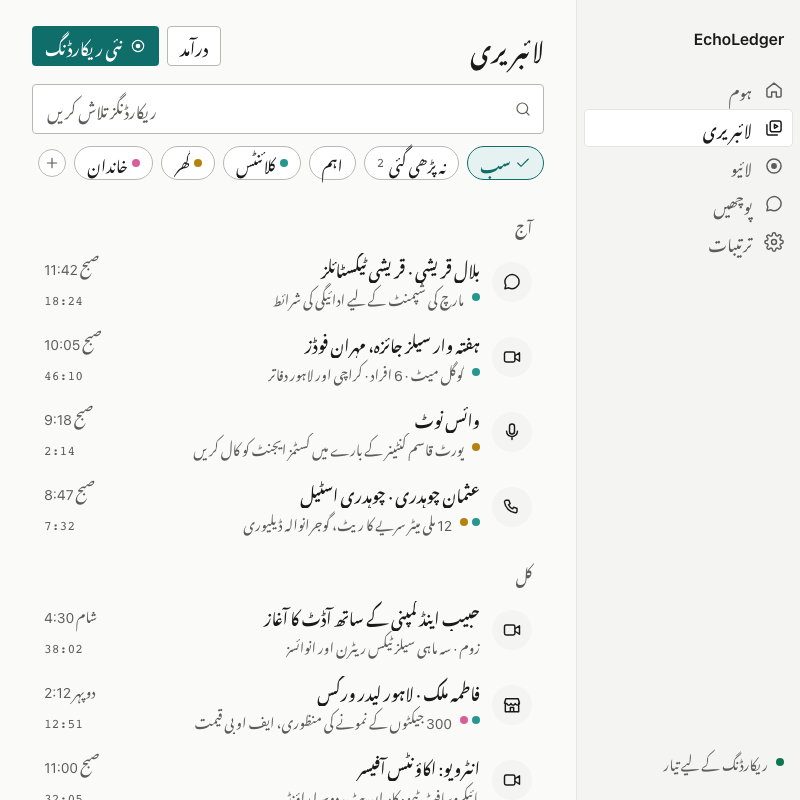 EchoLedger
ہوم
لائبریری
لائیو
پوچھیں
ترتیبات
ریکارڈنگ کے لیے تیار
لائبریری
درآمد
نئی ریکارڈنگ
ریکارڈنگز تلاش کریں
سب
نہ پڑھی گئی 2
اہم
کلائنٹس
گھر
خاندان
آج
بلال قریشی · قریشی ٹیکسٹائلز
صبح 11:42
مارچ کی شپمنٹ کے لیے ادائیگی کی شرائط
18:24
ہفتہ وار سیلز جائزہ، مہران فوڈز
صبح 10:05
گوگل میٹ · 6 افراد · کراچی اور لاہور دفاتر
46:10
وائس نوٹ
صبح 9:18
پورٹ قاسم کنٹینر کے بارے میں کسٹمز ایجنٹ کو کال کریں
2:14
عثمان چوہدری · چوہدری اسٹیل
صبح 8:47
12 ملی میٹر سریے کا ریٹ، گوجرانوالہ ڈیلیوری
7:32
کل
حبیب اینڈ کمپنی کے ساتھ آڈٹ کا آغاز
شام 4:30
زوم · سہ ماہی سیلز ٹیکس ریٹرن اور انوائسز
38:02
فاطمہ ملک · لاہور لیدر ورکس
دوپہر 2:12
300 جیکٹوں کے نمونے کی منظوری، ایف او بی قیمت
12:51
انٹرویو: اکاؤنٹس آفیسر
صبح 11:00
32:05